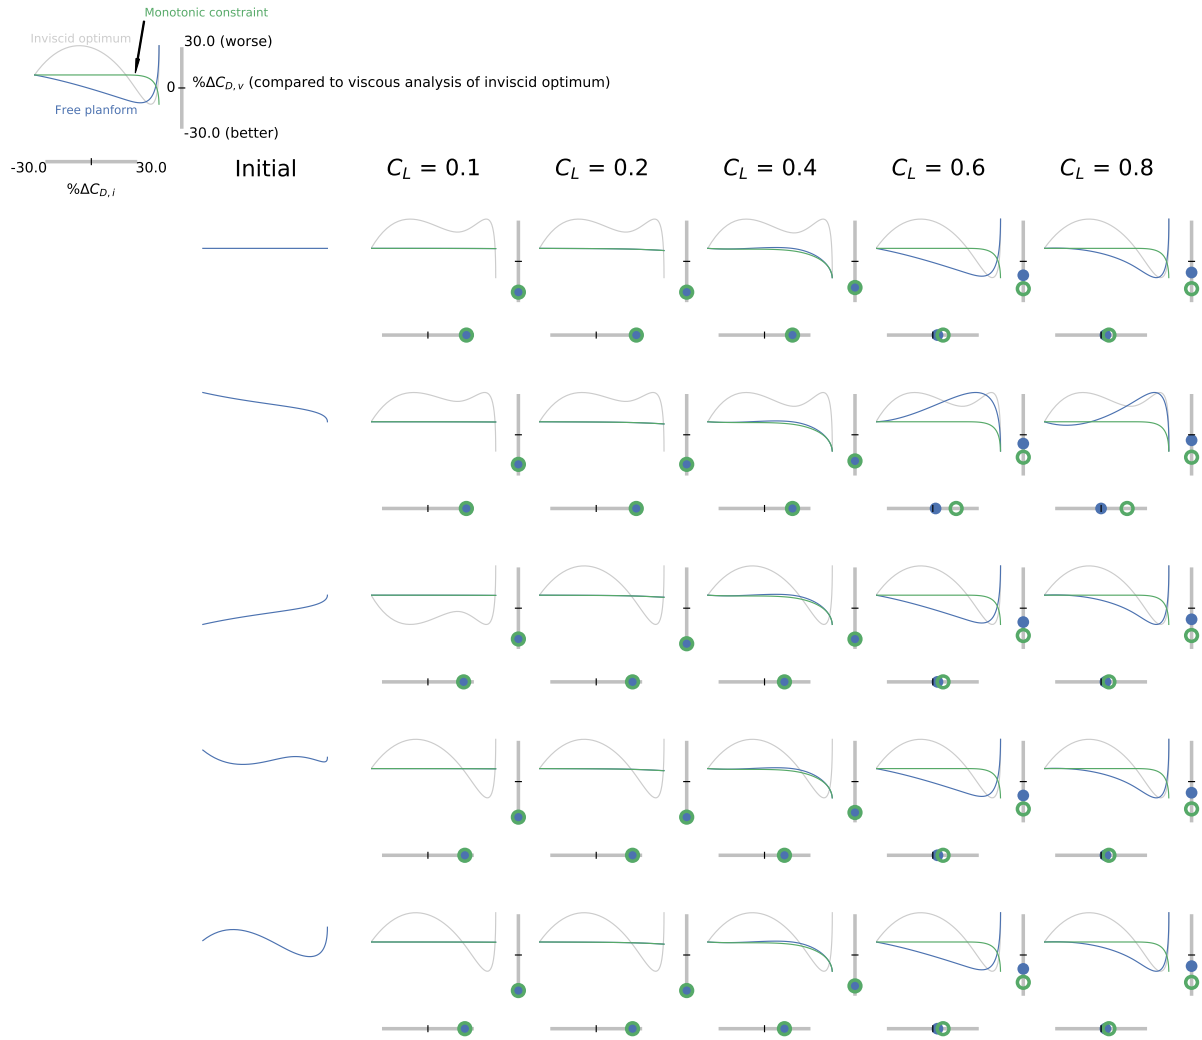 Monotonic constraint
Inviscid optimum
30.0 (worse)
0
%ΔC_{D,v} (compared to viscous analysis of inviscid optimum)
Free planform
-30.0 (better)
-30.0
30.0
%ΔC_{D,i}
Initial
C_L = 0.1
C_L = 0.2
C_L = 0.4
C_L = 0.6
C_L = 0.8